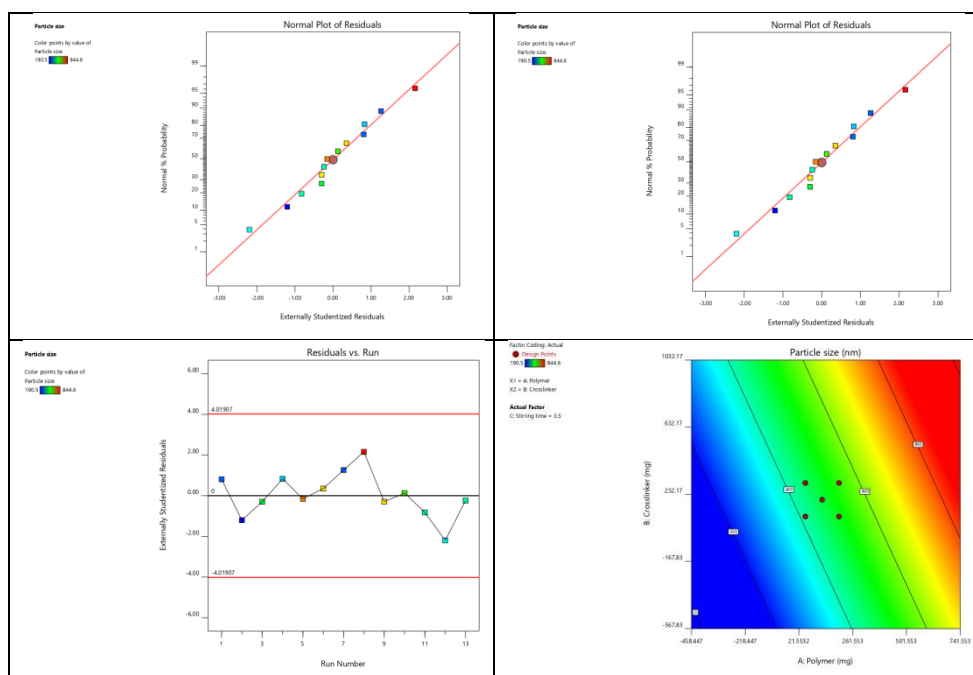 Particle size
Color points by value of
Particle size:
190.5 844.6
Normal Plot of Residuals
Normal % Probability
99
95
90
80
70
50
30
20
10
5
1
-3.00 -2.00 -1.00 0.00 1.00 2.00 3.00
Externally Studentized Residuals
Particle size
Color points by value of
Particle size:
190.5 844.6
Normal Plot of Residuals
Normal % Probability
99
95
90
80
70
50
30
20
10
5
1
-3.00 -2.00 -1.00 0.00 1.00 2.00 3.00
Externally Studentized Residuals
Particle size
Color points by value of
Particle size:
190.5 844.6
Residuals vs. Run
Externally Studentized Residuals
6.00
4.00
4.01907
2.00
0.00
0
-2.00
-4.00
-4.01907
-6.00
1 3 5 7 9 11 13
Run Number
Factor Coding: Actual
Design Points
190.5 844.6
X1 = A: Polymer
X2 = B: Crosslinker
Actual Factor
C: Stirring time = 3.5
Particle size (nm)
B: Crosslinker (mg)
1032.17
632.17
232.17
-167.83
-567.83
0
-458.447 -218.447 21.5532 261.553 501.553 741.553
A: Polymer (mg)